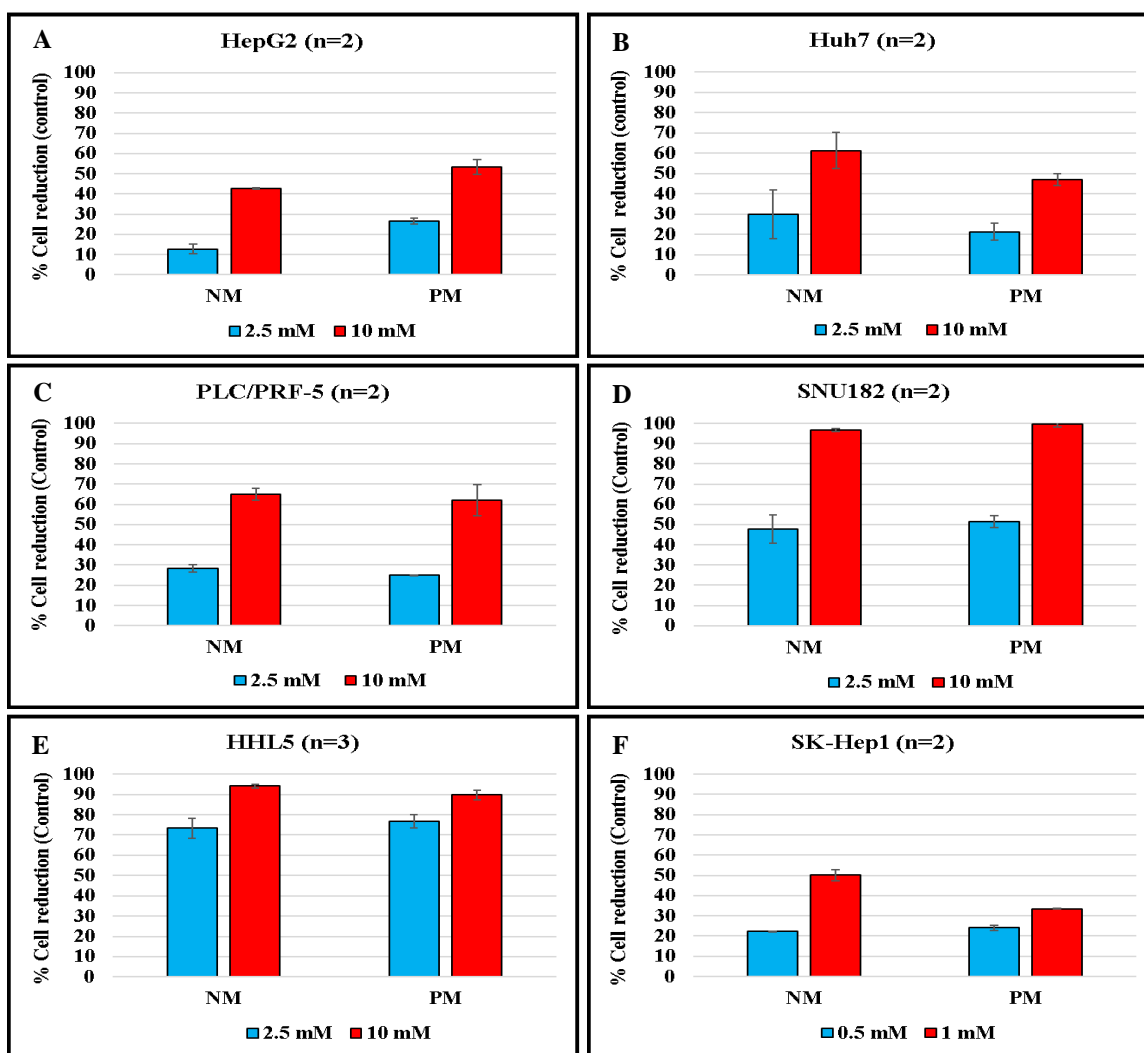 A
HepG2 (n=2)
% Cell reduction (control)
100
90
80
70
60
50
40
30
20
10
0
NM PM
2.5 mM 10 mM
B
Huh7 (n=2)
% Cell reduction (control)
100
90
80
70
60
50
40
30
20
10
0
NM PM
2.5 mM 10 mM
C
PLC/PRF-5 (n=2)
% Cell reduction (Control)
100
90
80
70
60
50
40
30
20
10
0
NM PM
2.5 mM 10 mM
D
SNU182 (n=2)
% Cell reduction (Control)
100
90
80
70
60
50
40
30
20
10
0
NM PM
2.5 mM 10 mM
E
HHL5 (n=3)
% Cell reduction (Control)
100
90
80
70
60
50
40
30
20
10
0
NM PM
2.5 mM 10 mM
F
SK-Hep1 (n=2)
% Cell reduction (Control)
100
90
80
70
60
50
40
30
20
10
0
NM PM
0.5 mM 1 mM